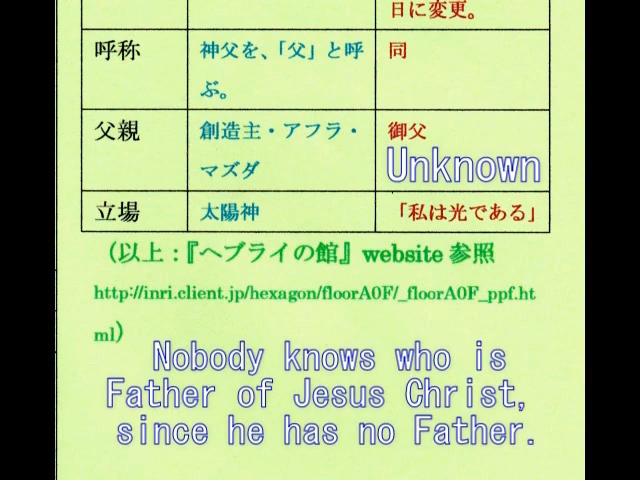 日に変更。
呼称 神父を、「父」と呼 同
ぶ。
父親 創造主・アフラ・ 御父
マズダ Unknown
立場 太陽神 「私は光である」
（以上：『ヘブライの館』website 参照
http://inri.client.jp/hexagon/floorA0F/_floorA0F_ppf.ht
ml）
Nobody knows who is
Father of Jesus Christ,
since he has no Father.